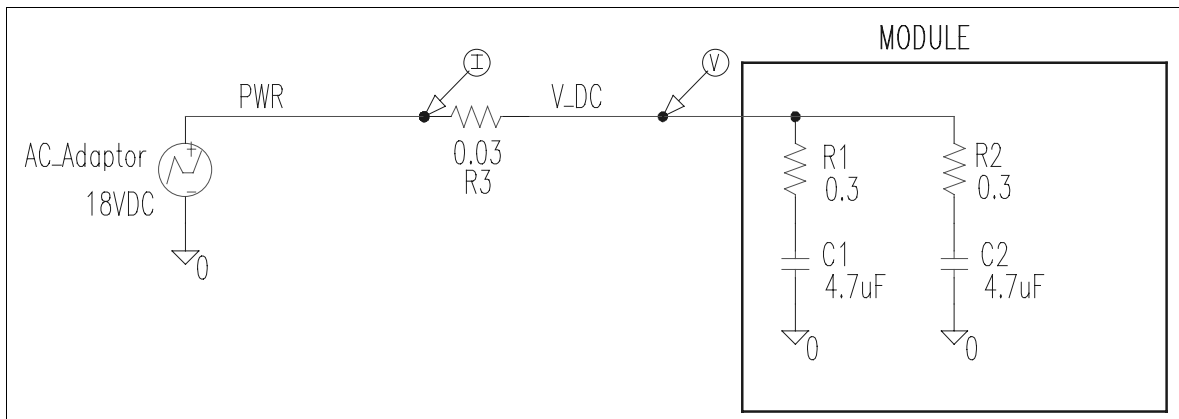 MODULE
I
V
PWR
V_DC
AC_Adaptor
18VDC
+
-
0.03
R3
R1
0.3
R2
0.3
C1
4.7uF
C2
4.7uF
0
0
0